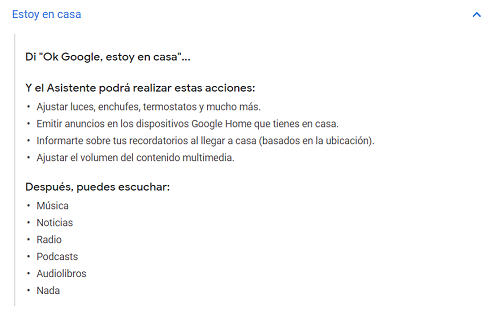 Estoy en casa
Di "Ok Google, estoy en casa"...
Y el Asistente podrá realizar estas acciones:
• Ajustar luces, enchufes, termostatos y mucho más.
• Emitir anuncios en los dispositivos Google Home que tienes en casa.
• Informarte sobre tus recordatorios al llegar a casa (basados en la ubicación).
• Ajustar el volumen del contenido multimedia.
Después, puedes escuchar:
• Música
• Noticias
• Radio
• Podcasts
• Audiolibros
• Nada